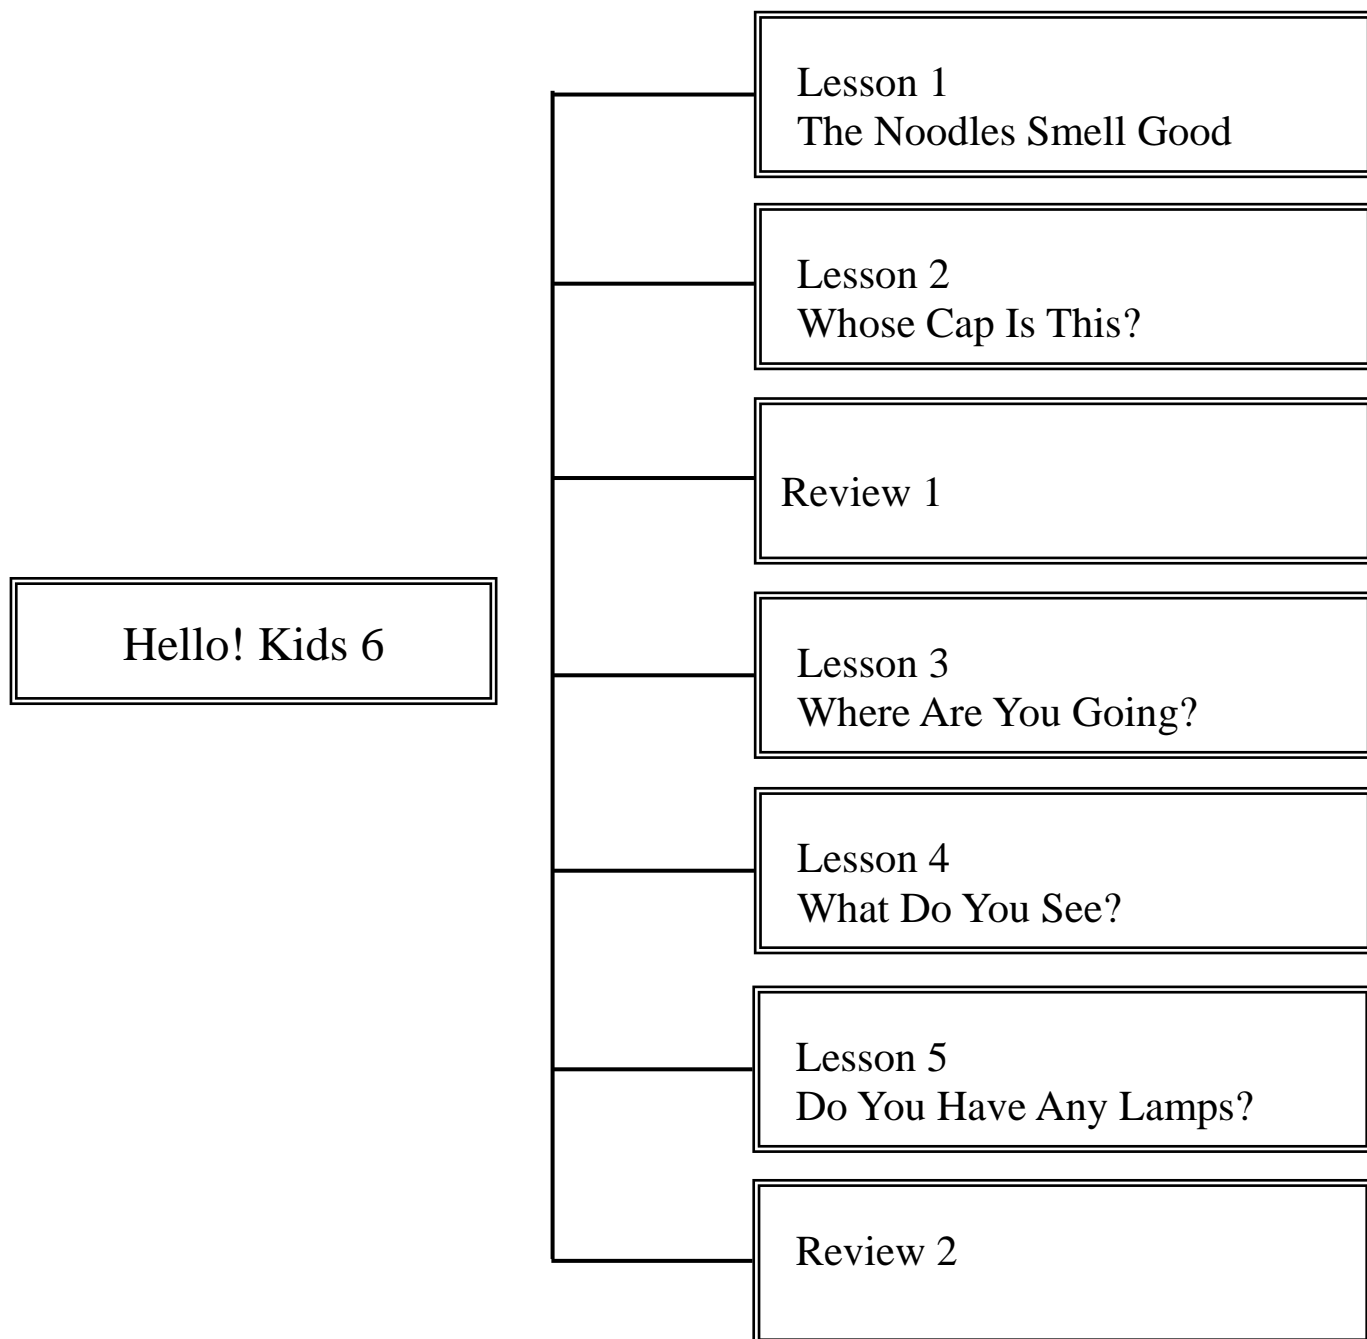 Hello! Kids 6
Lesson 1
The Noodles Smell Good
Lesson 2
Whose Cap Is This?
Review 1
Lesson 3
Where Are You Going?
Lesson 4
What Do You See?
Lesson 5
Do You Have Any Lamps?
Review 2